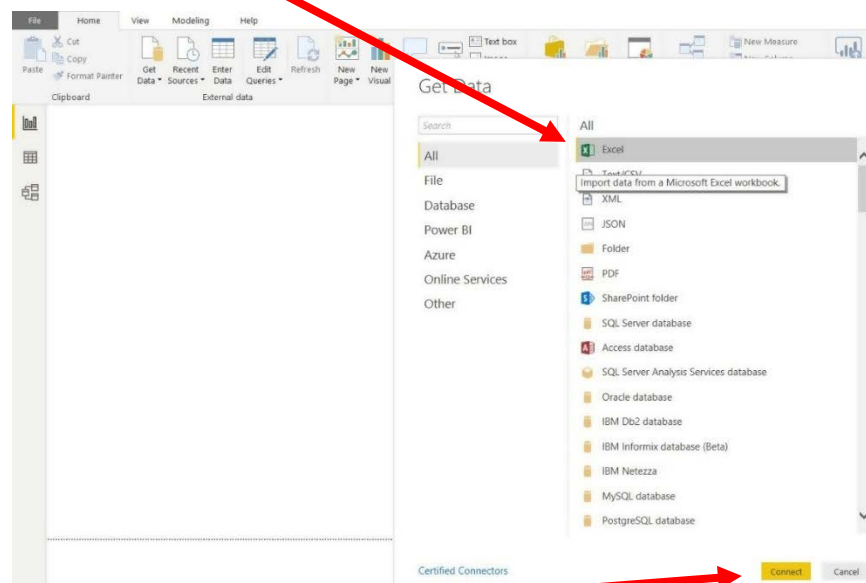 File Home View Modeling Help
Cut
Copy
Format Painter
Paste
Get Data
Recent Sources
Enter Data
Edit Queries
Refresh
New Page
New Visual
Text box
New Measure
Clipboard
External data
Get Data
Search
All
File
Database
Power BI
Azure
Online Services
Other
All
Excel
Text/CSV
Import data from a Microsoft Excel workbook.
XML
JSON
Folder
PDF
SharePoint folder
SQL Server database
Access database
SQL Server Analysis Services database
Oracle database
IBM Db2 database
IBM Informix database (Beta)
IBM Netezza
MySQL database
PostgreSQL database
Certified Connectors
Connect
Cancel